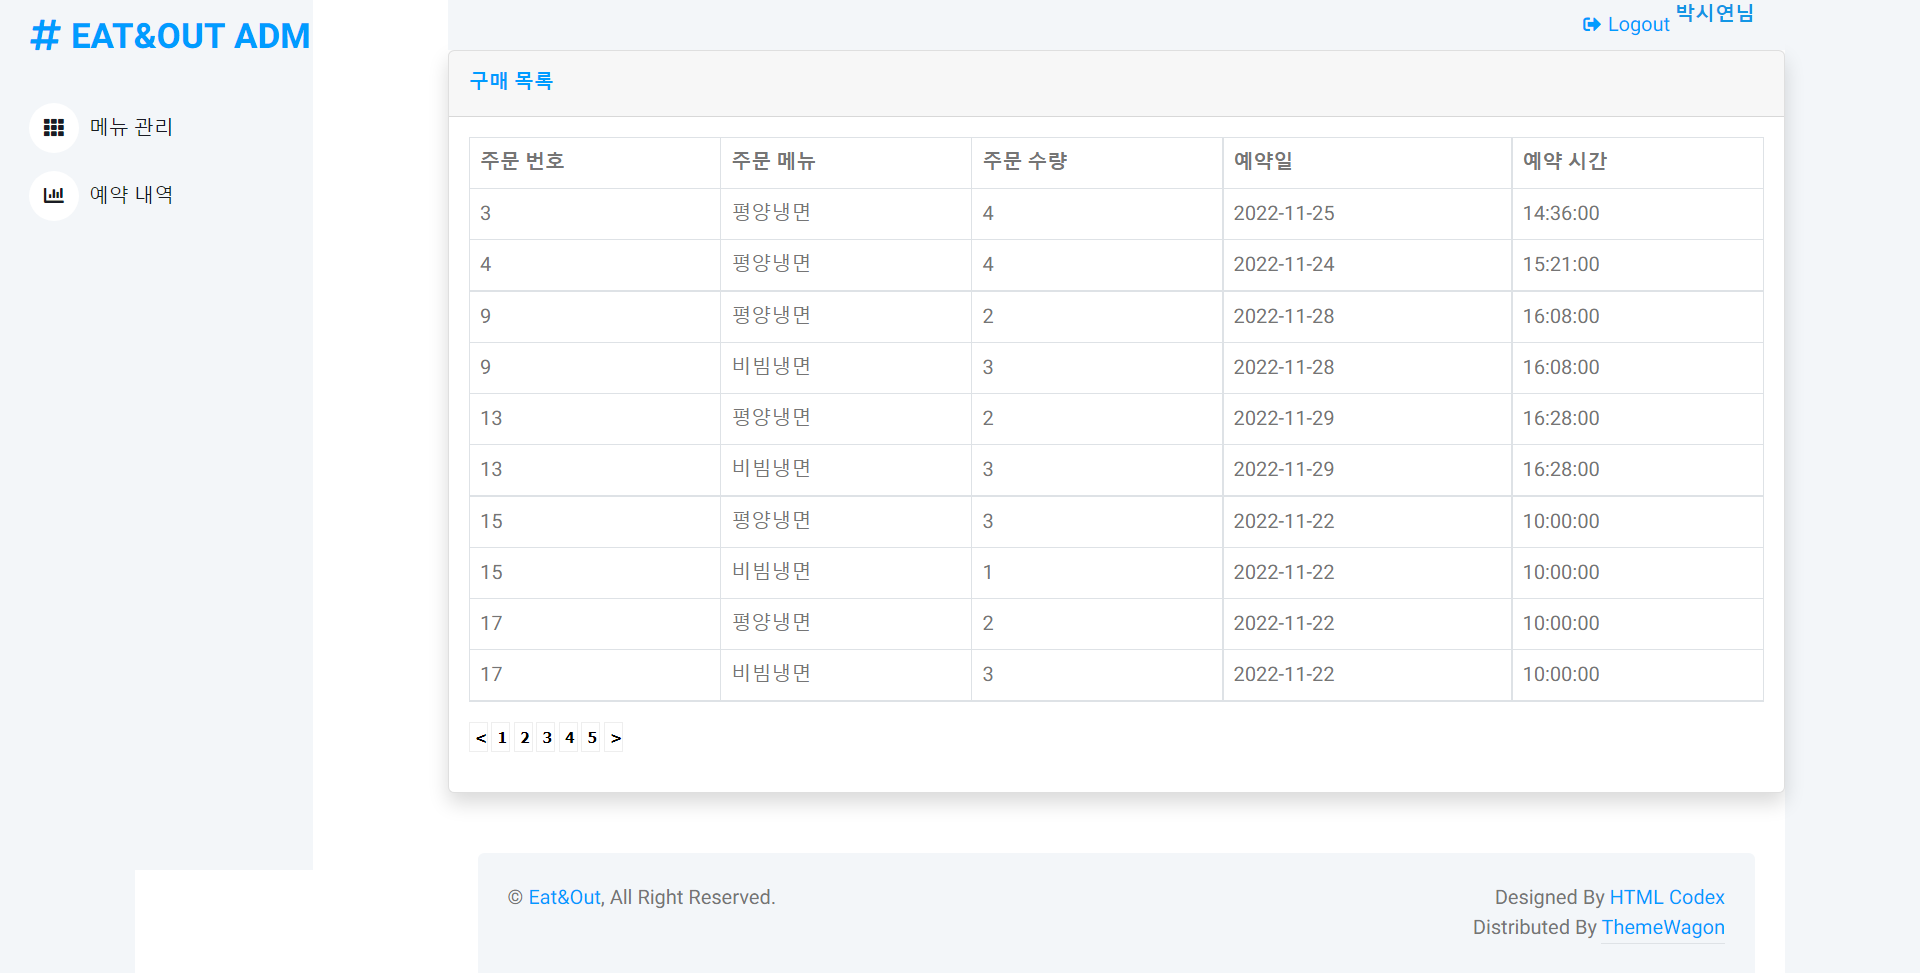 # EAT&OUT ADM
메뉴 관리
예약 내역
Logout 박시연님
구매 목록
주문 번호 주문 메뉴 주문 수량 예약일 예약 시간
3 평양냉면 4 2022-11-25 14:36:00
4 평양냉면 4 2022-11-24 15:21:00
9 평양냉면 2 2022-11-28 16:08:00
9 비빔냉면 3 2022-11-28 16:08:00
13 평양냉면 2 2022-11-29 16:28:00
13 비빔냉면 3 2022-11-29 16:28:00
15 평양냉면 3 2022-11-22 10:00:00
15 비빔냉면 1 2022-11-22 10:00:00
17 평양냉면 2 2022-11-22 10:00:00
17 비빔냉면 3 2022-11-22 10:00:00
< 1 2 3 4 5 >
© Eat&Out, All Right Reserved.
Designed By HTML Codex
Distributed By ThemeWagon